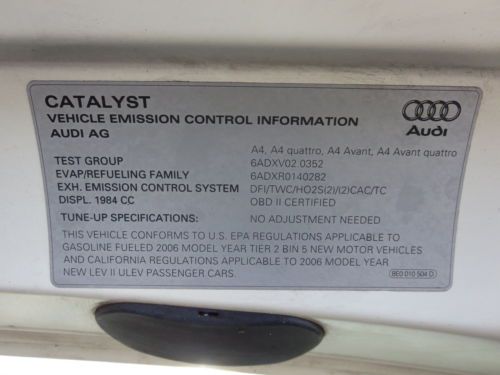 CATALYST
VEHICLE EMISSION CONTROL INFORMATION
AUDI AG
Audi
A4, A4 quattro, A4 Avant, A4 Avant quattro
TEST GROUP 6ADXV02.0352
EVAP/REFUELING FAMILY 6ADXR0140282
EXH. EMISSION CONTROL SYSTEM DFI/TWC/HO2S(2)/(2)CAC/TC
DISPL. 1984 CC OBD II CERTIFIED
TUNE-UP SPECIFICATIONS: NO ADJUSTMENT NEEDED
THIS VEHICLE CONFORMS TO U.S. EPA REGULATIONS APPLICABLE TO
GASOLINE FUELED 2006 MODEL YEAR TIER 2 BIN 5 NEW MOTOR VEHICLES
AND CALIFORNIA REGULATIONS APPLICABLE TO 2006 MODEL YEAR
NEW LEV II ULEV PASSENGER CARS.
8E0 010 504 D